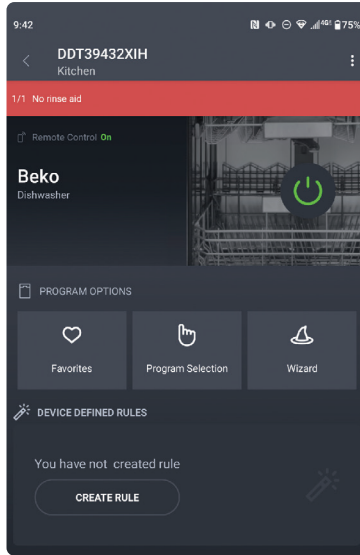 9:42
4GE 75%
DDT39432XIH
Kitchen
1/1 No rinse aid
Remote Control On
Beko
Dishwasher
PROGRAM OPTIONS
Favorites
Program Selection
Wizard
DEVICE DEFINED RULES
You have not created rule
CREATE RULE